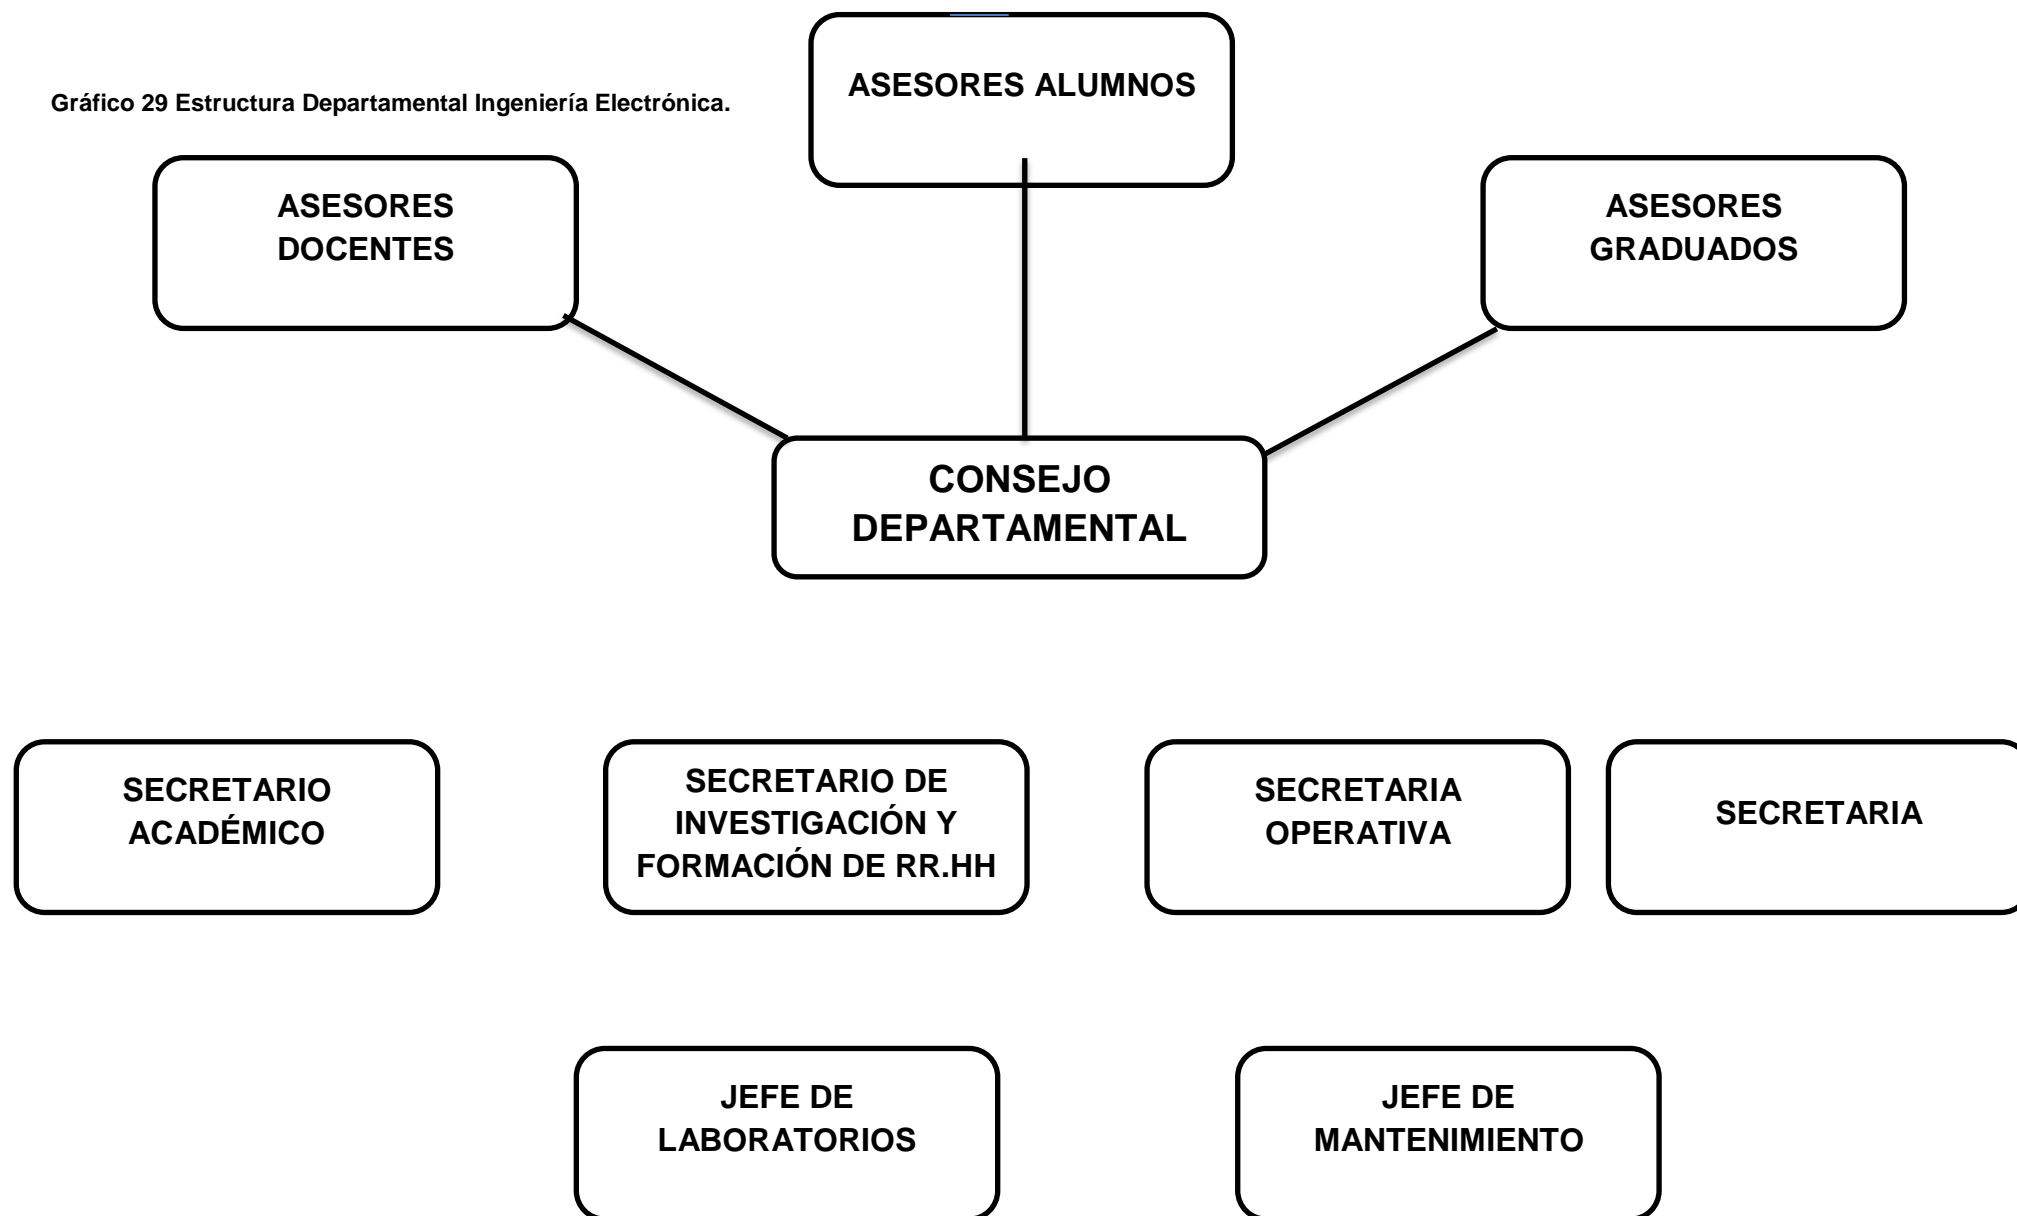 ASESORES ALUMNOS
Gráfico 29 Estructura Departamental Ingeniería Electrónica.
ASESORES
DOCENTES
ASESORES
GRADUADOS
CONSEJO
DEPARTAMENTAL
SECRETARIO
ACADÉMICO
SECRETARIO DE
INVESTIGACIÓN Y
FORMACIÓN DE RR.HH
SECRETARIA
OPERATIVA
SECRETARIA
JEFE DE
LABORATORIOS
JEFE DE
MANTENIMIENTO